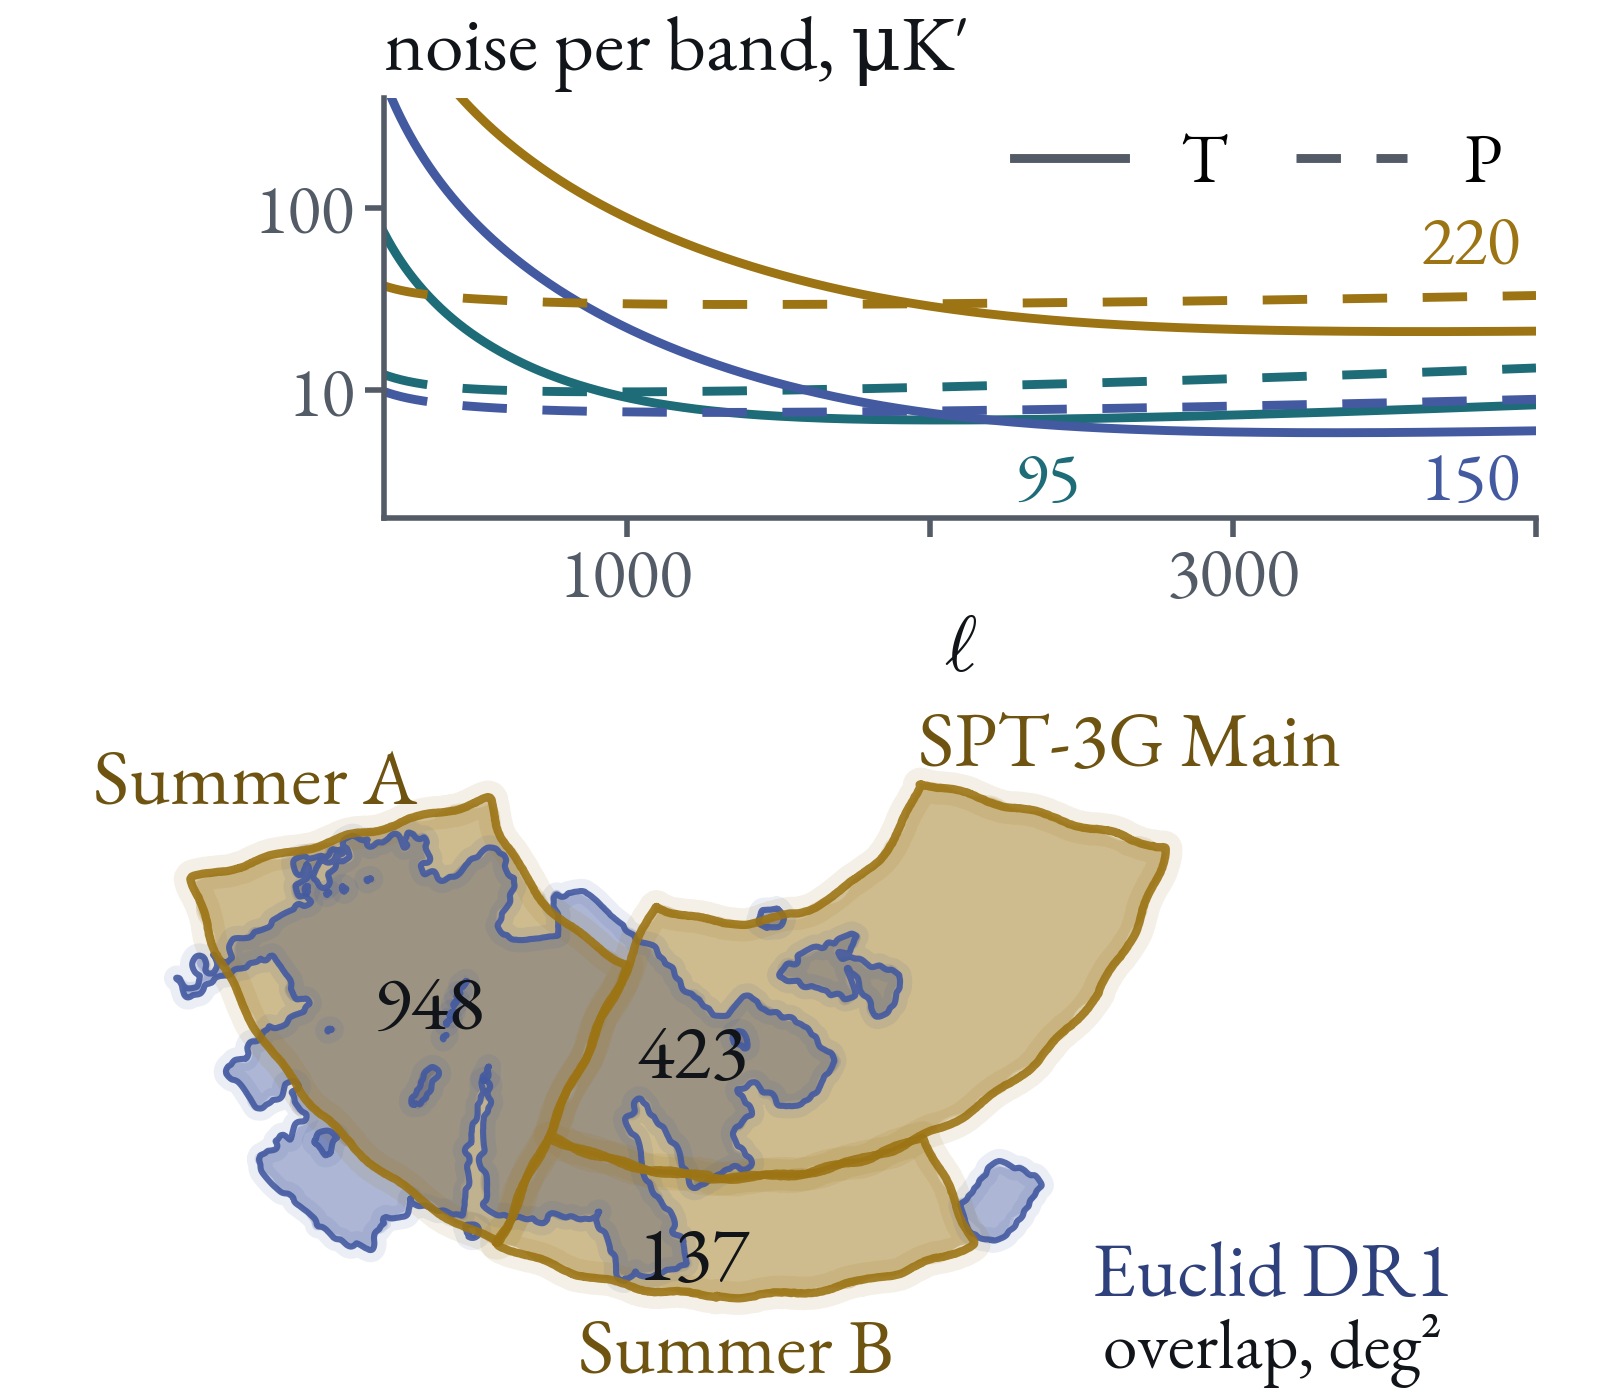 noise per band, μK′
T P
100
220
10
95
150
1000 3000
ℓ
SPT-3G Main
Summer A
948
423
137
Euclid DR1
overlap, deg²
Summer B